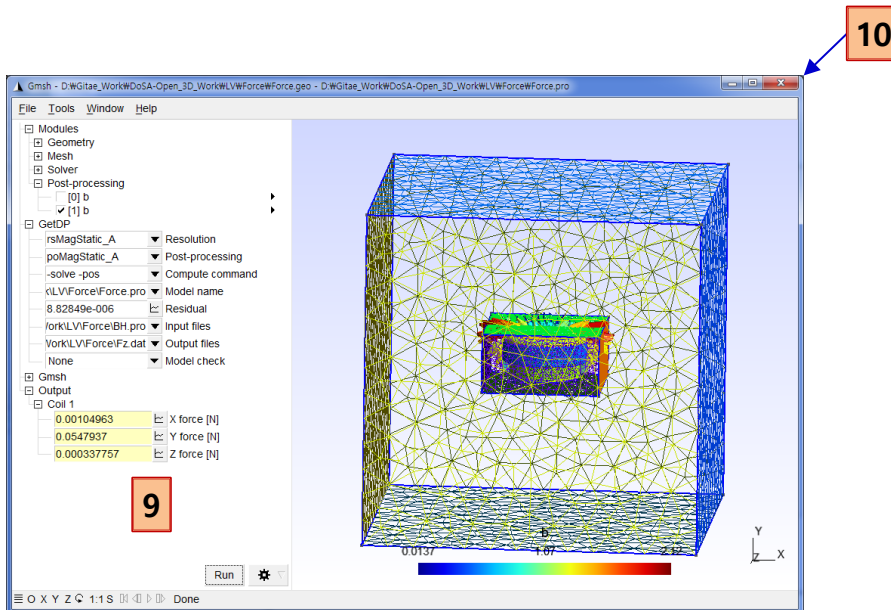 10
Gmsh - D:₩Gitae_Work₩DoSA-Open_3D_Work₩LV₩Force₩Force.geo - D:₩Gitae_Work₩DoSA-Open_3D_Work₩LV₩Force₩Force.pro
File Tools Window Help
Modules
Geometry
Mesh
Solver
Post-processing
[0] b
[1] b
GetDP
rsMagStatic_A Resolution
poMagStatic_A Post-processing
-solve -pos Compute command
k\LV\Force\Force.pro Model name
8.82849e-006 Residual
Work\LV\Force\BH.pro Input files
Work\LV\Force\Fz.dat Output files
None Model check
Gmsh
Output
Coil 1
0.00104963 X force [N]
0.0547937 Y force [N]
0.000337757 Z force [N]
9
b
0.0137 1.07 2.12
Y
Z X
Run
O X Y Z 1:1 S Done